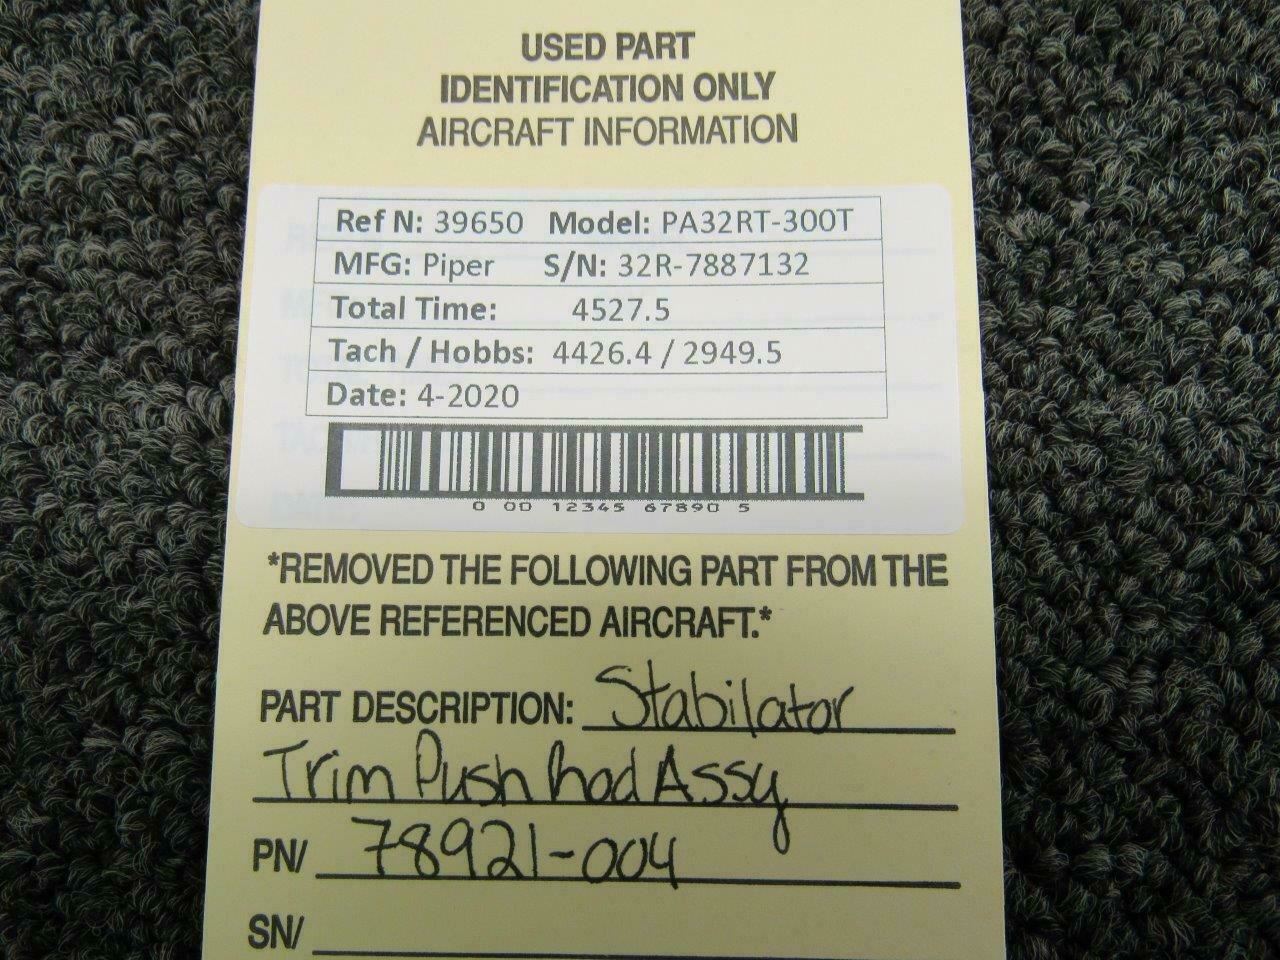 USED PART
IDENTIFICATION ONLY
AIRCRAFT INFORMATION
Ref N: 39650 Model: PA32RT-300T
MFG: Piper S/N: 32R-7887132
Total Time: 4527.5
Tach / Hobbs: 4426.4 / 2949.5
Date: 4-2020
0 00 12345 67890 5
*REMOVED THE FOLLOWING PART FROM THE
ABOVE REFERENCED AIRCRAFT.*
PART DESCRIPTION: Stabilator
Trim Push Rod Assy
PN/ 78921-004
SN/